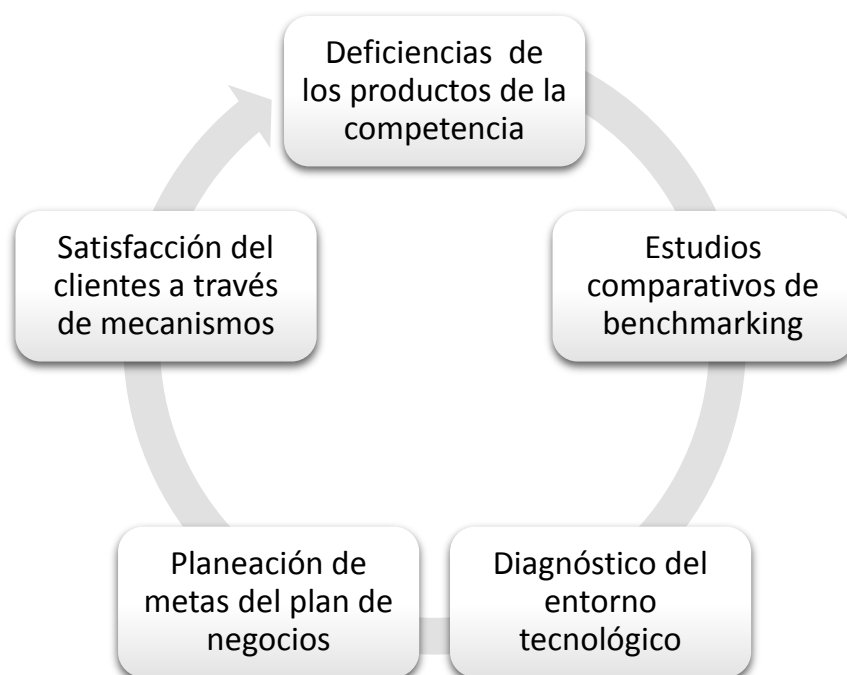 Deficiencias de
los productos de la
competencia
Estudios
comparativos de
benchmarking
Diagnóstico del
entorno
tecnológico
Planeación de
metas del plan de
negocios
Satisfacción del
clientes a través
de mecanismos